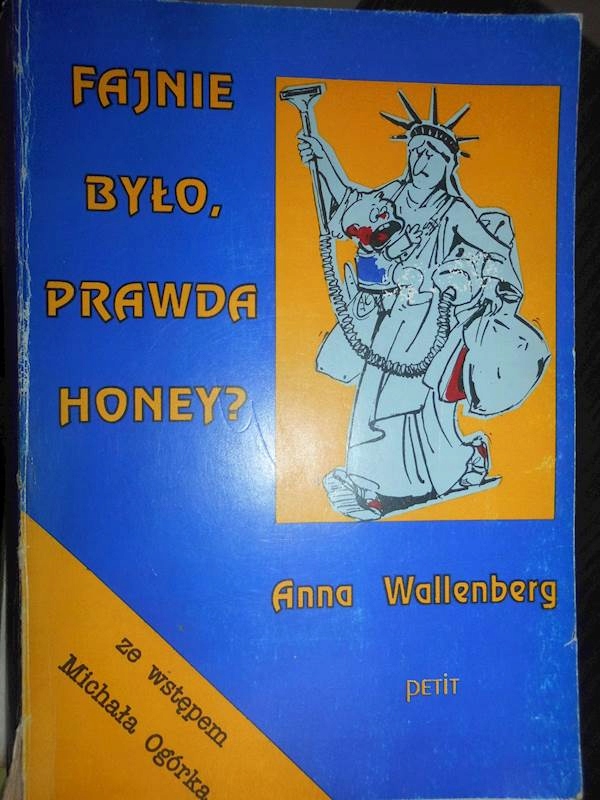 FAJNIE
BYŁO,
PRAWDA
HONEY?
Anna Wallenberg
PETIT
ze wstępem
Michała Ogórka